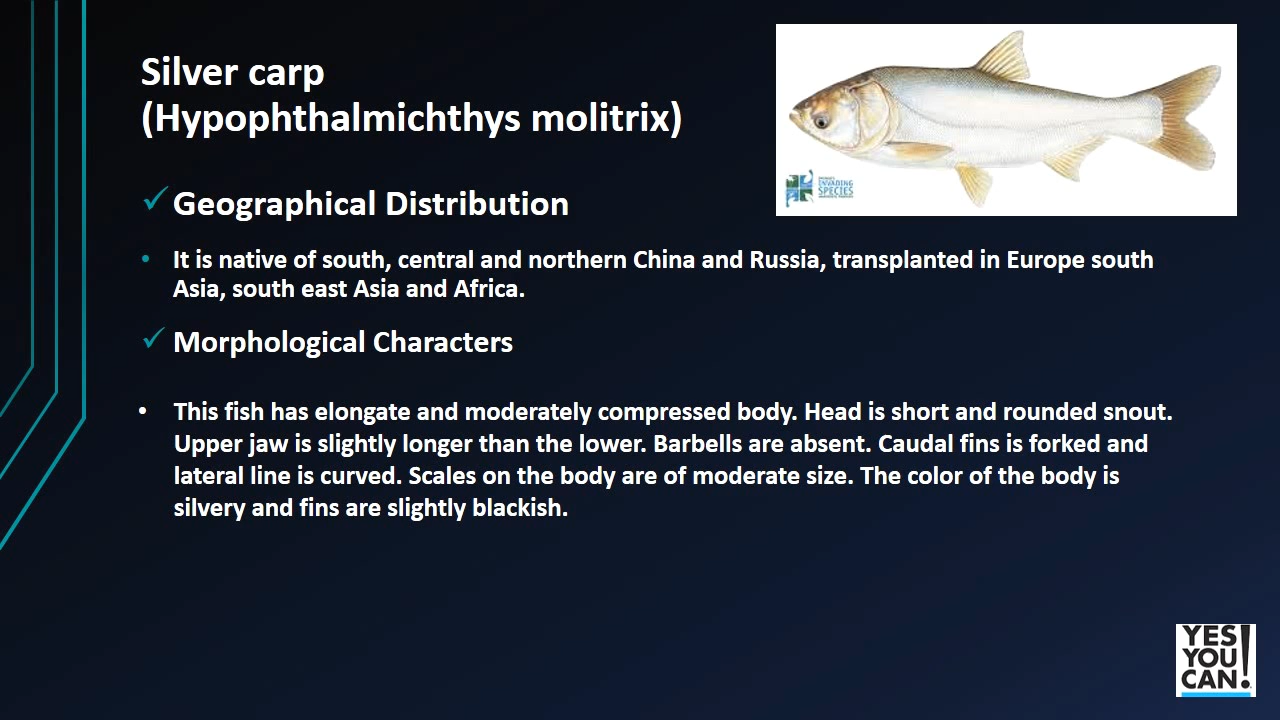 Silver carp
(Hypophthalmichthys molitrix)
INVADING
SPECIES
✓ Geographical Distribution
• It is native of south, central and northern China and Russia, transplanted in Europe south
Asia, south east Asia and Africa.
✓ Morphological Characters
• This fish has elongate and moderately compressed body. Head is short and rounded snout.
Upper jaw is slightly longer than the lower. Barbells are absent. Caudal fins is forked and
lateral line is curved. Scales on the body are of moderate size. The color of the body is
silvery and fins are slightly blackish.
YES
YOU
CAN!